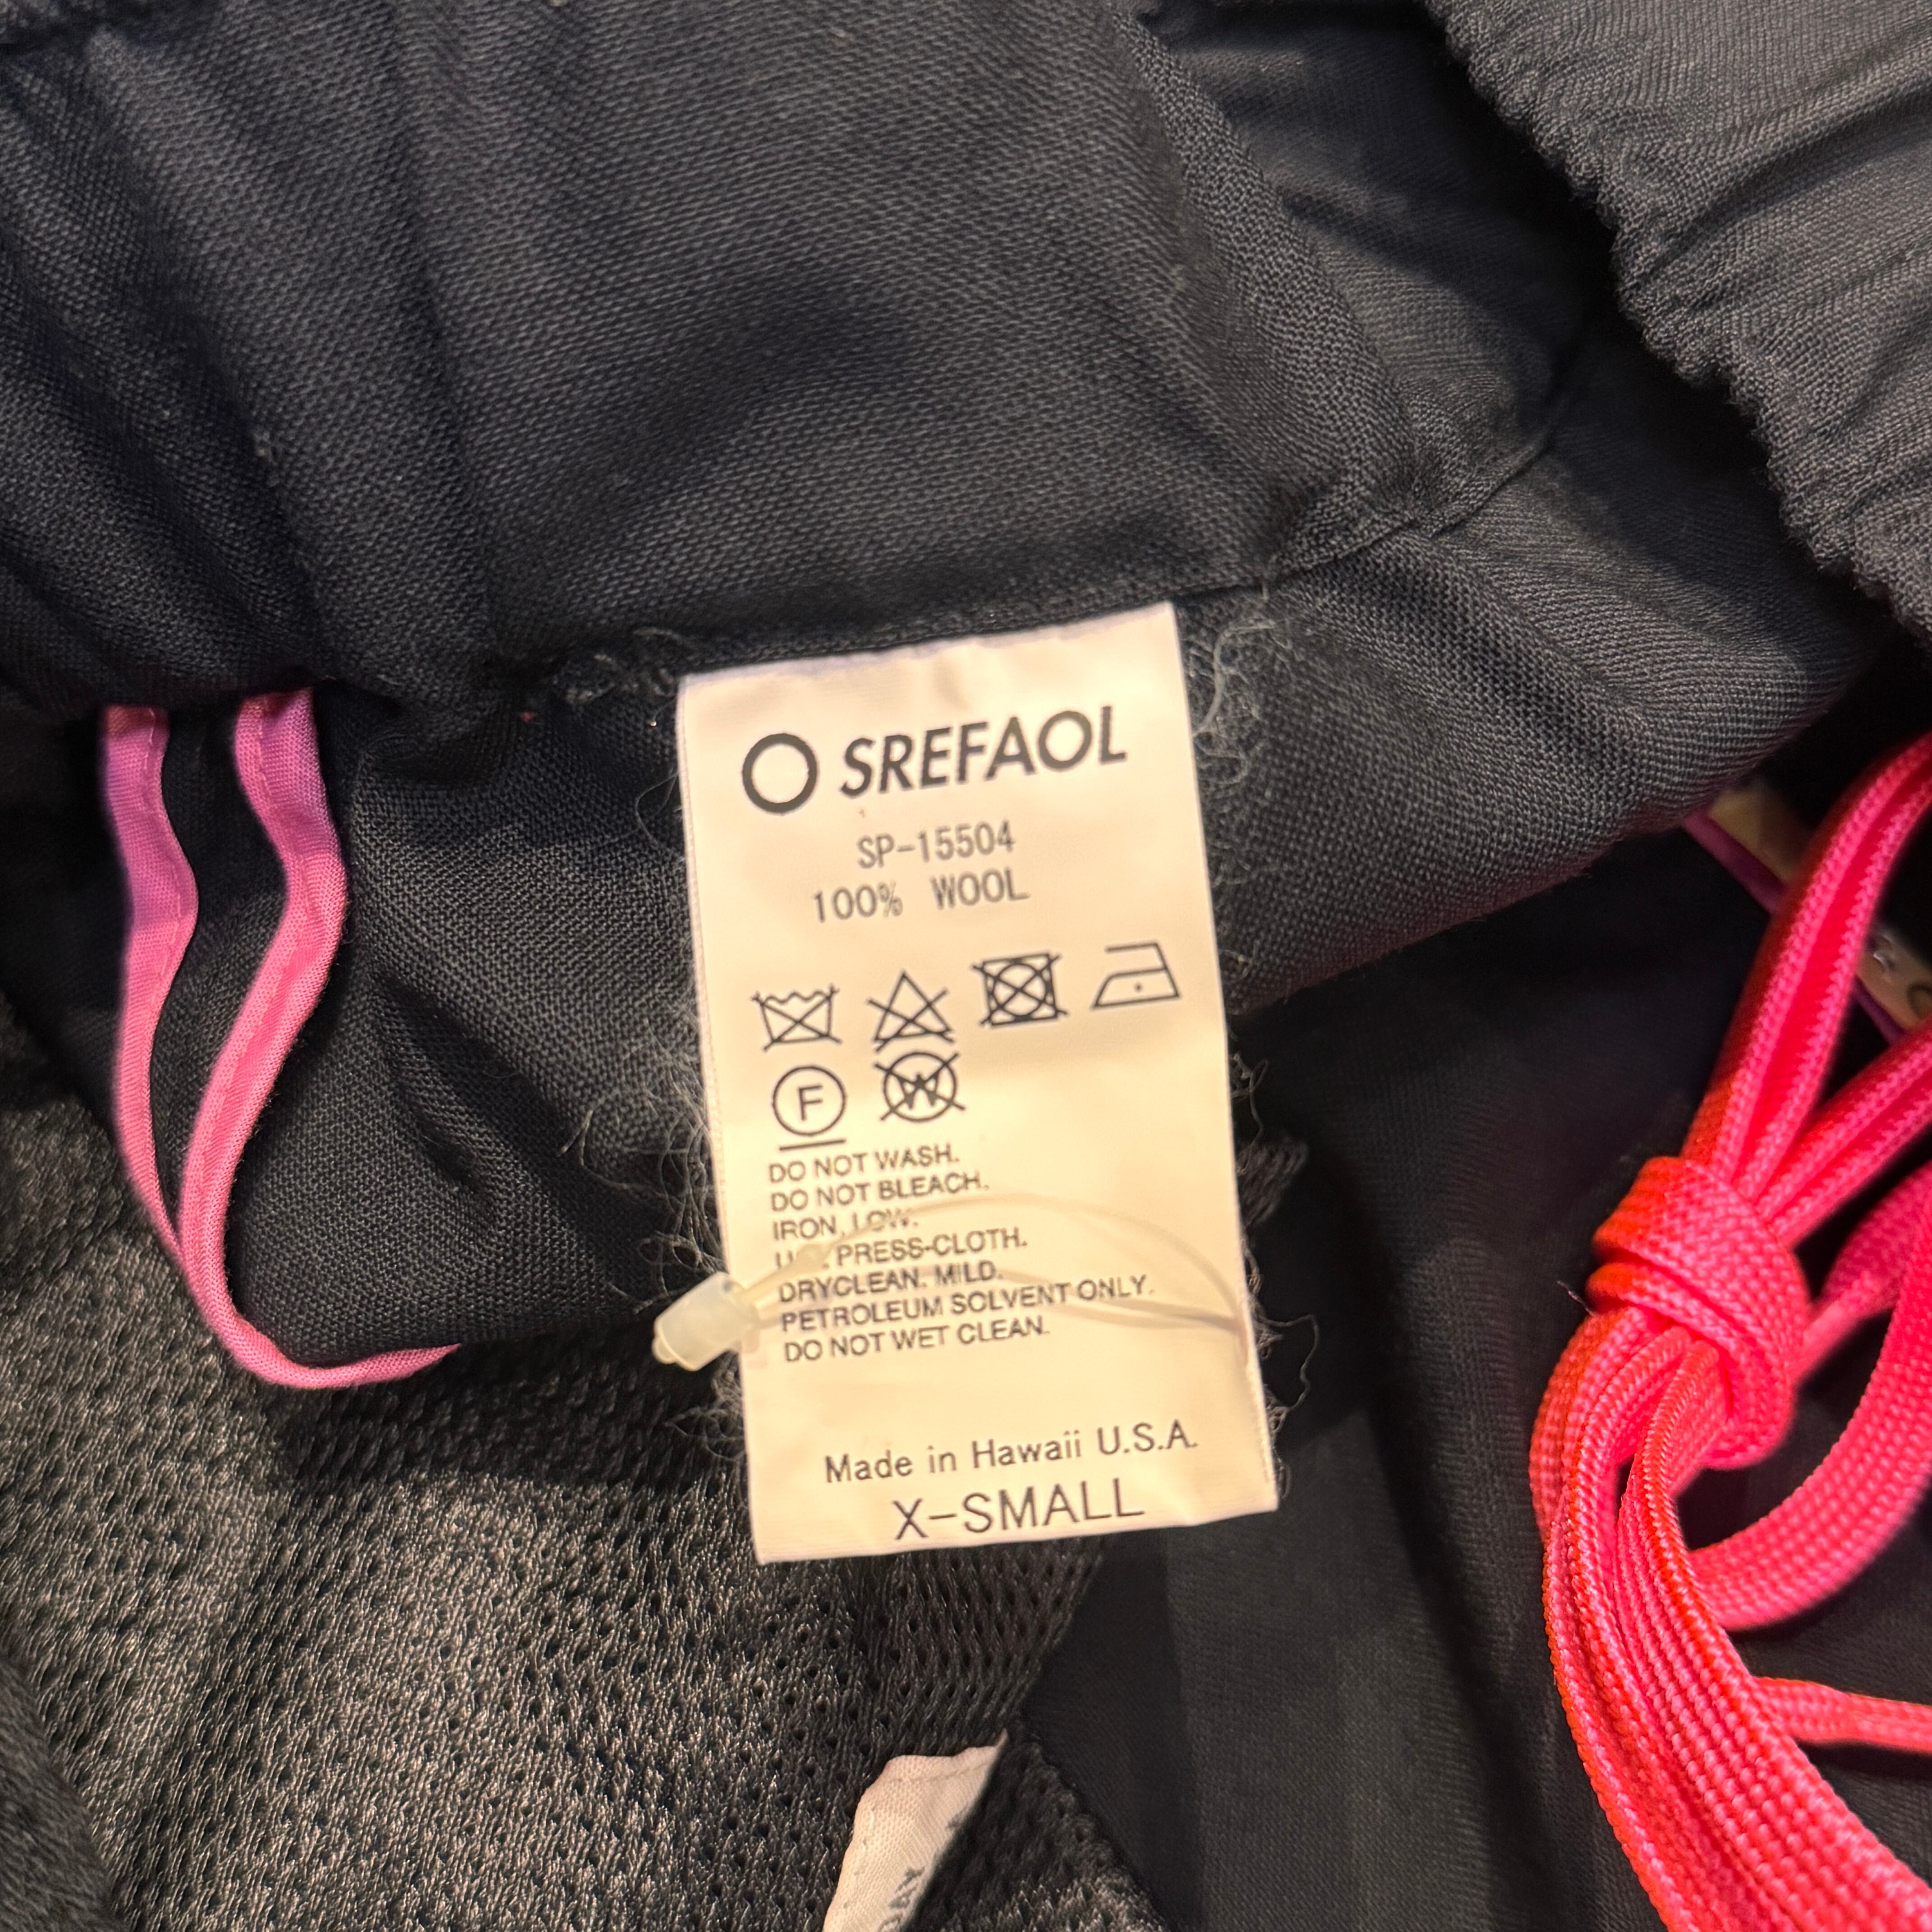 SREFAOL
SP-15504
100% WOOL
F
W
DO NOT WASH.
DO NOT BLEACH.
IRON, LOW.
PRESS-CLOTH.
DRYCLEAN. MILD.
PETROLEUM SOLVENT ONLY.
DO NOT WET CLEAN.
Made in Hawaii U.S.A.
X-SMALL